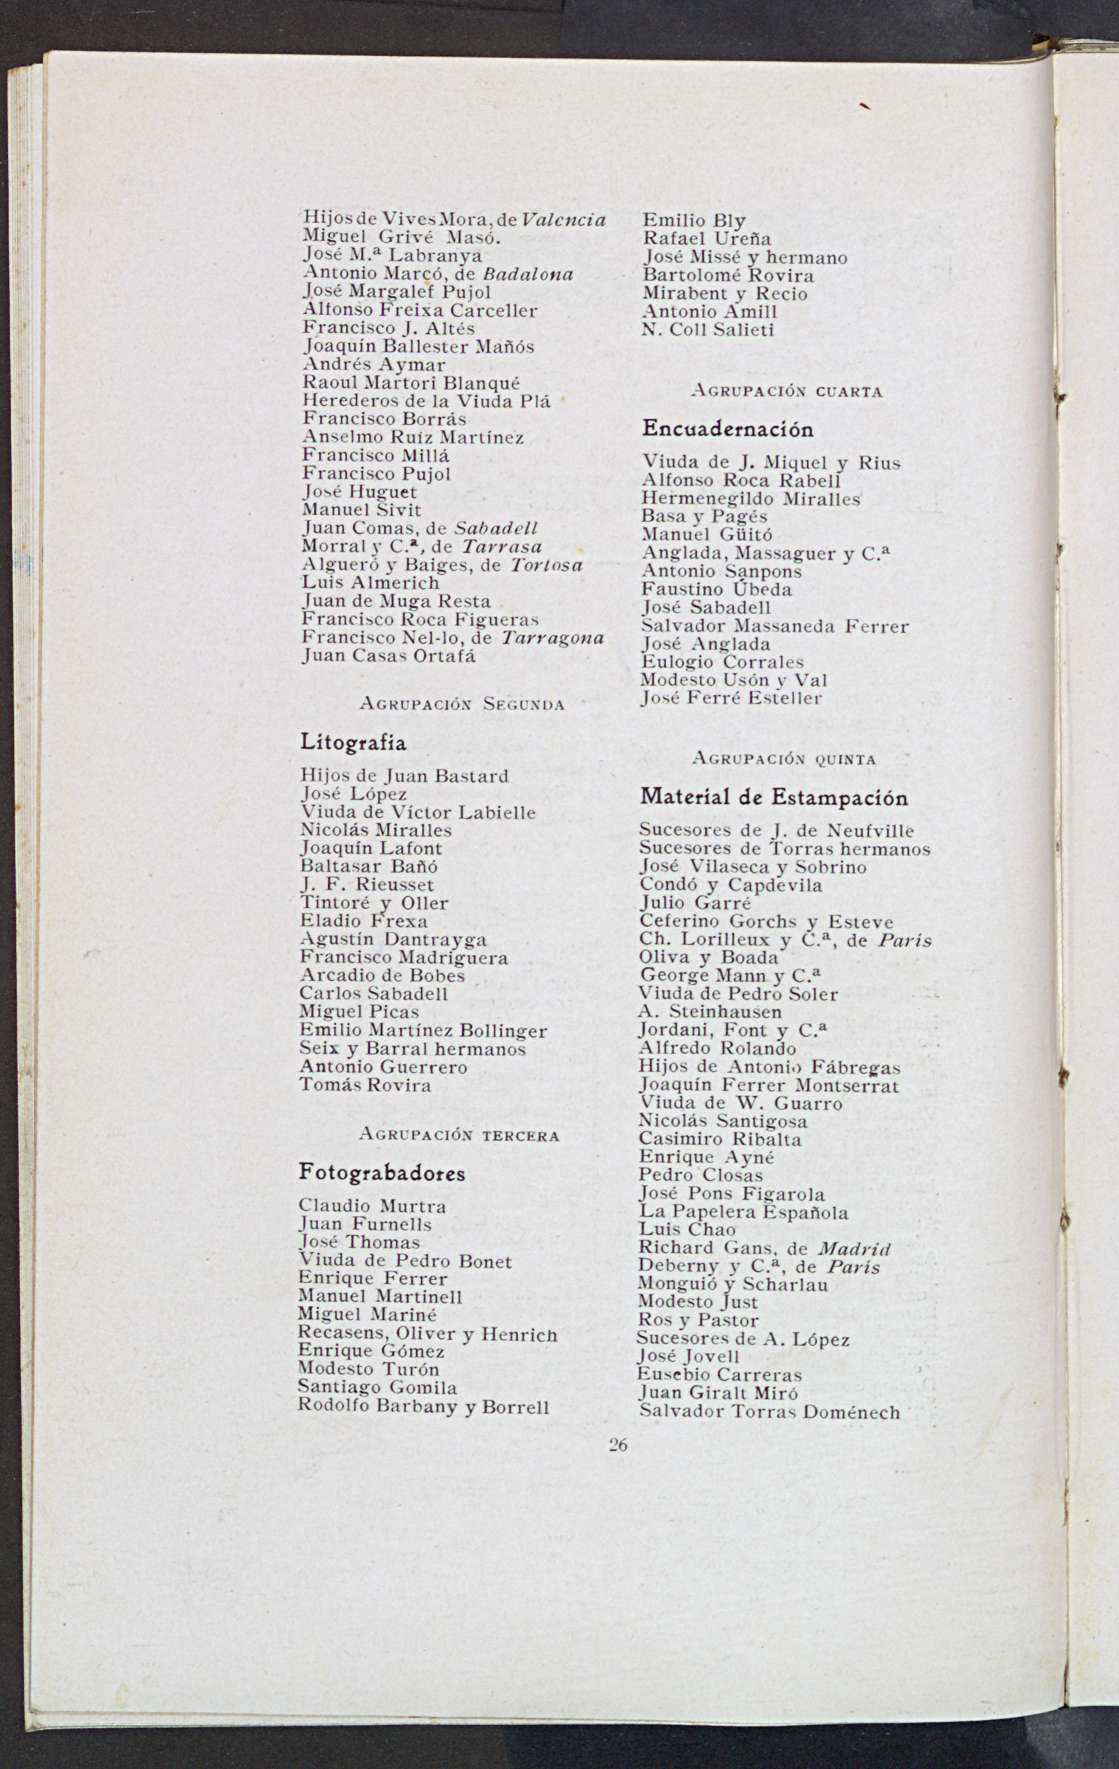 Hijos de Vives Mora, de Valencia
Miguel Grivé Masó.
José M.ª Labranya
Antonio Marcó, de Badalona
José Margalef Pujol
Alfonso Freixa Carceller
Francisco J. Altés
Joaquín Ballester Mañós
Andrés Aymar
Raoul Martori Blanqué
Herederos de la Viuda Plá
Francisco Borrás
Anselmo Ruíz Martínez
Francisco Millá
Francisco Pujol
José Huguet
Manuel Sivit
Juan Comas, de Sabadell
Morral y C.ª, de Tarrasa
Algueró y Baiges, de Tortosa
Luis Almerich
Juan de Muga Resta
Francisco Roca Figueras
Francisco Nel-lo, de Tarragona
Juan Casas Ortafá
Agrupación Segunda
Litografía
Hijos de Juan Bastard
José López
Viuda de Víctor Labielle
Nicolás Miralles
Joaquín Lafont
Baltasar Bañó
J. F. Rieusset
Tintoré y Oller
Eladio Frexa
Agustín Dantrayga
Francisco Madriguera
Arcadio de Bobes
Carlos Sabadell
Miguel Picas
Emilio Martínez Bollinger
Seix y Barral hermanos
Antonio Guerrero
Tomás Rovira
Agrupación tercera
Fotograbadores
Claudio Murtra
Juan Furnells
José Thomas
Viuda de Pedro Bonet
Enrique Ferrer
Manuel Martinell
Miguel Mariné
Recasens, Oliver y Henrich
Enrique Gómez
Modesto Turón
Santiago Gomila
Rodolfo Barbany y Borrell
Emilio Bly
Rafael Ureña
José Missé y hermano
Bartolomé Rovira
Mirabent y Recio
Antonio Amill
N. Coll Salieti
Agrupación cuarta
Encuadernación
Viuda de J. Miquel y Rius
Alfonso Roca Rabell
Hermenegildo Miralles
Basa y Pagés
Manuel Güitó
Anglada, Massaguer y C.ª
Antonio Sanpons
Faustino Úbeda
José Sabadell
Salvador Massaneda Ferrer
José Anglada
Eulogio Corrales
Modesto Usón y Val
José Ferré Esteller
Agrupación quinta
Material de Estampación
Sucesores de J. de Neufville
Sucesores de Torras hermanos
José Vilaseca y Sobrino
Condó y Capdevila
Julio Garré
Ceferino Gorchs y Esteve
Ch. Lorilleux y C.ª, de París
Oliva y Boada
George Mann y C.ª
Viuda de Pedro Soler
A. Steinhausen
Jordani, Font y C.ª
Alfredo Rolando
Hijos de Antonio Fábregas
Joaquín Ferrer Montserrat
Viuda de W. Guarro
Nicolás Santigosa
Casimiro Ribalta
Enrique Ayné
Pedro Closas
José Pons Figarola
La Papelera Española
Luis Chao
Richard Gans, de Madrid
Deberny y C.ª, de París
Monguió y Scharlau
Modesto Just
Ros y Pastor
Sucesores de A. López
José Jovell
Eusebio Carreras
Juan Giralt Miró
Salvador Torras Doménech
26